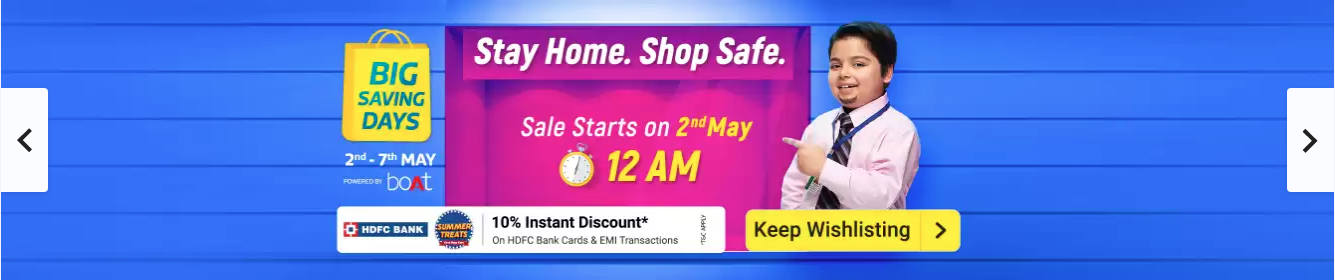 Stay Home. Shop Safe.
BIG
SAVING
DAYS
2nd - 7th MAY
POWERED BY boAt
Sale Starts on 2nd May
12 AM
HDFC BANK
SUMMER
TREATS
10% Instant Discount*
On HDFC Bank Cards & EMI Transactions
*T&C APPLY
Keep Wishlisting